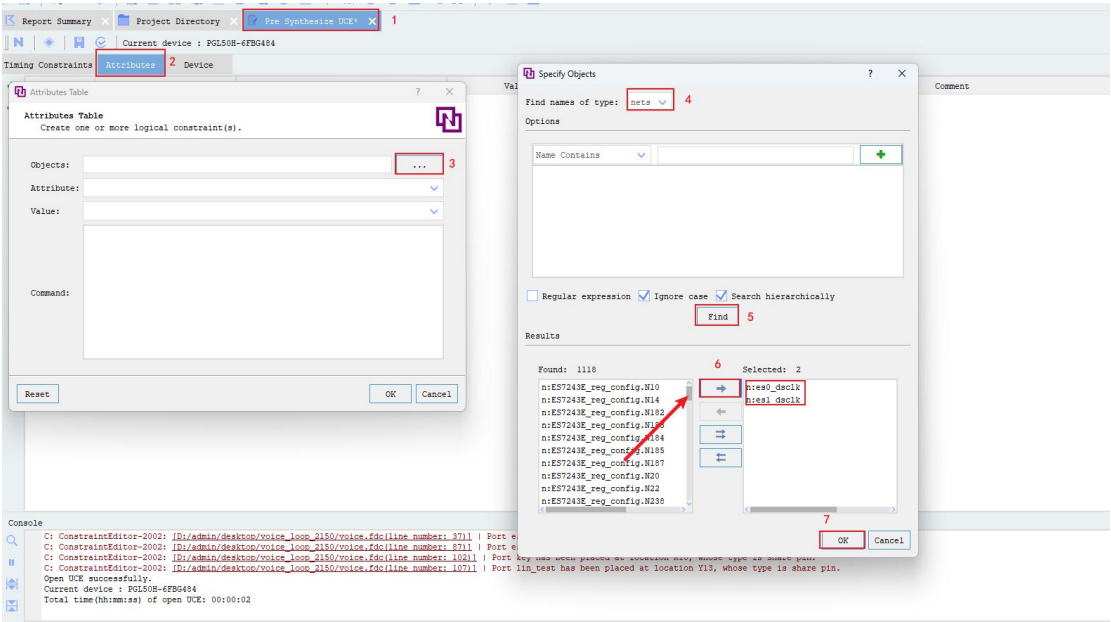 Report Summary
Project Directory
Pre Synthesize UCE*
1
Current device : PGL50H-6FBG484
Timing Constraints
Attributes
2
Device
Comment
Attributes Table
?
Attributes Table
Create one or more logical constraint(s).
Objects:
...
3
Attribute:
Value:
Command:
Reset
OK
Cancel
Specify Objects
?
Find names of type:
nets
4
Options
Name Contains
Regular expression
Ignore case
Search hierarchically
Find
5
Results
Found: 1118
6
Selected: 2
n:ES7243E_reg_config.N10
n:ES7243E_reg_config.N14
n:ES7243E_reg_config.N182
n:ES7243E_reg_config.N183
n:ES7243E_reg_config.N184
n:ES7243E_reg_config.N185
n:ES7243E_reg_config.N187
n:ES7243E_reg_config.N20
n:ES7243E_reg_config.N22
n:ES7243E_reg_config.N238
n:es0_dsclk
n:es1_dsclk
7
OK
Cancel
Console
C: ConstraintEditor-2002: [D:/admin/desktop/voice_loop_2150/voice.fdc(line number: 37)] | Port
C: ConstraintEditor-2002: [D:/admin/desktop/voice_loop_2150/voice.fdc(line number: 87)] | Port
C: ConstraintEditor-2002: [D:/admin/desktop/voice_loop_2150/voice.fdc(line number: 102)] | Port key has been placed at location whose type is share pin.
C: ConstraintEditor-2002: [D:/admin/desktop/voice_loop_2150/voice.fdc(line number: 107)] | Port lin_test has been placed at location Y13, whose type is share pin.
Open UCE successfully.
Current device : PGL50H-6FBG484
Total time(hh:mm:ss) of open UCE: 00:00:02